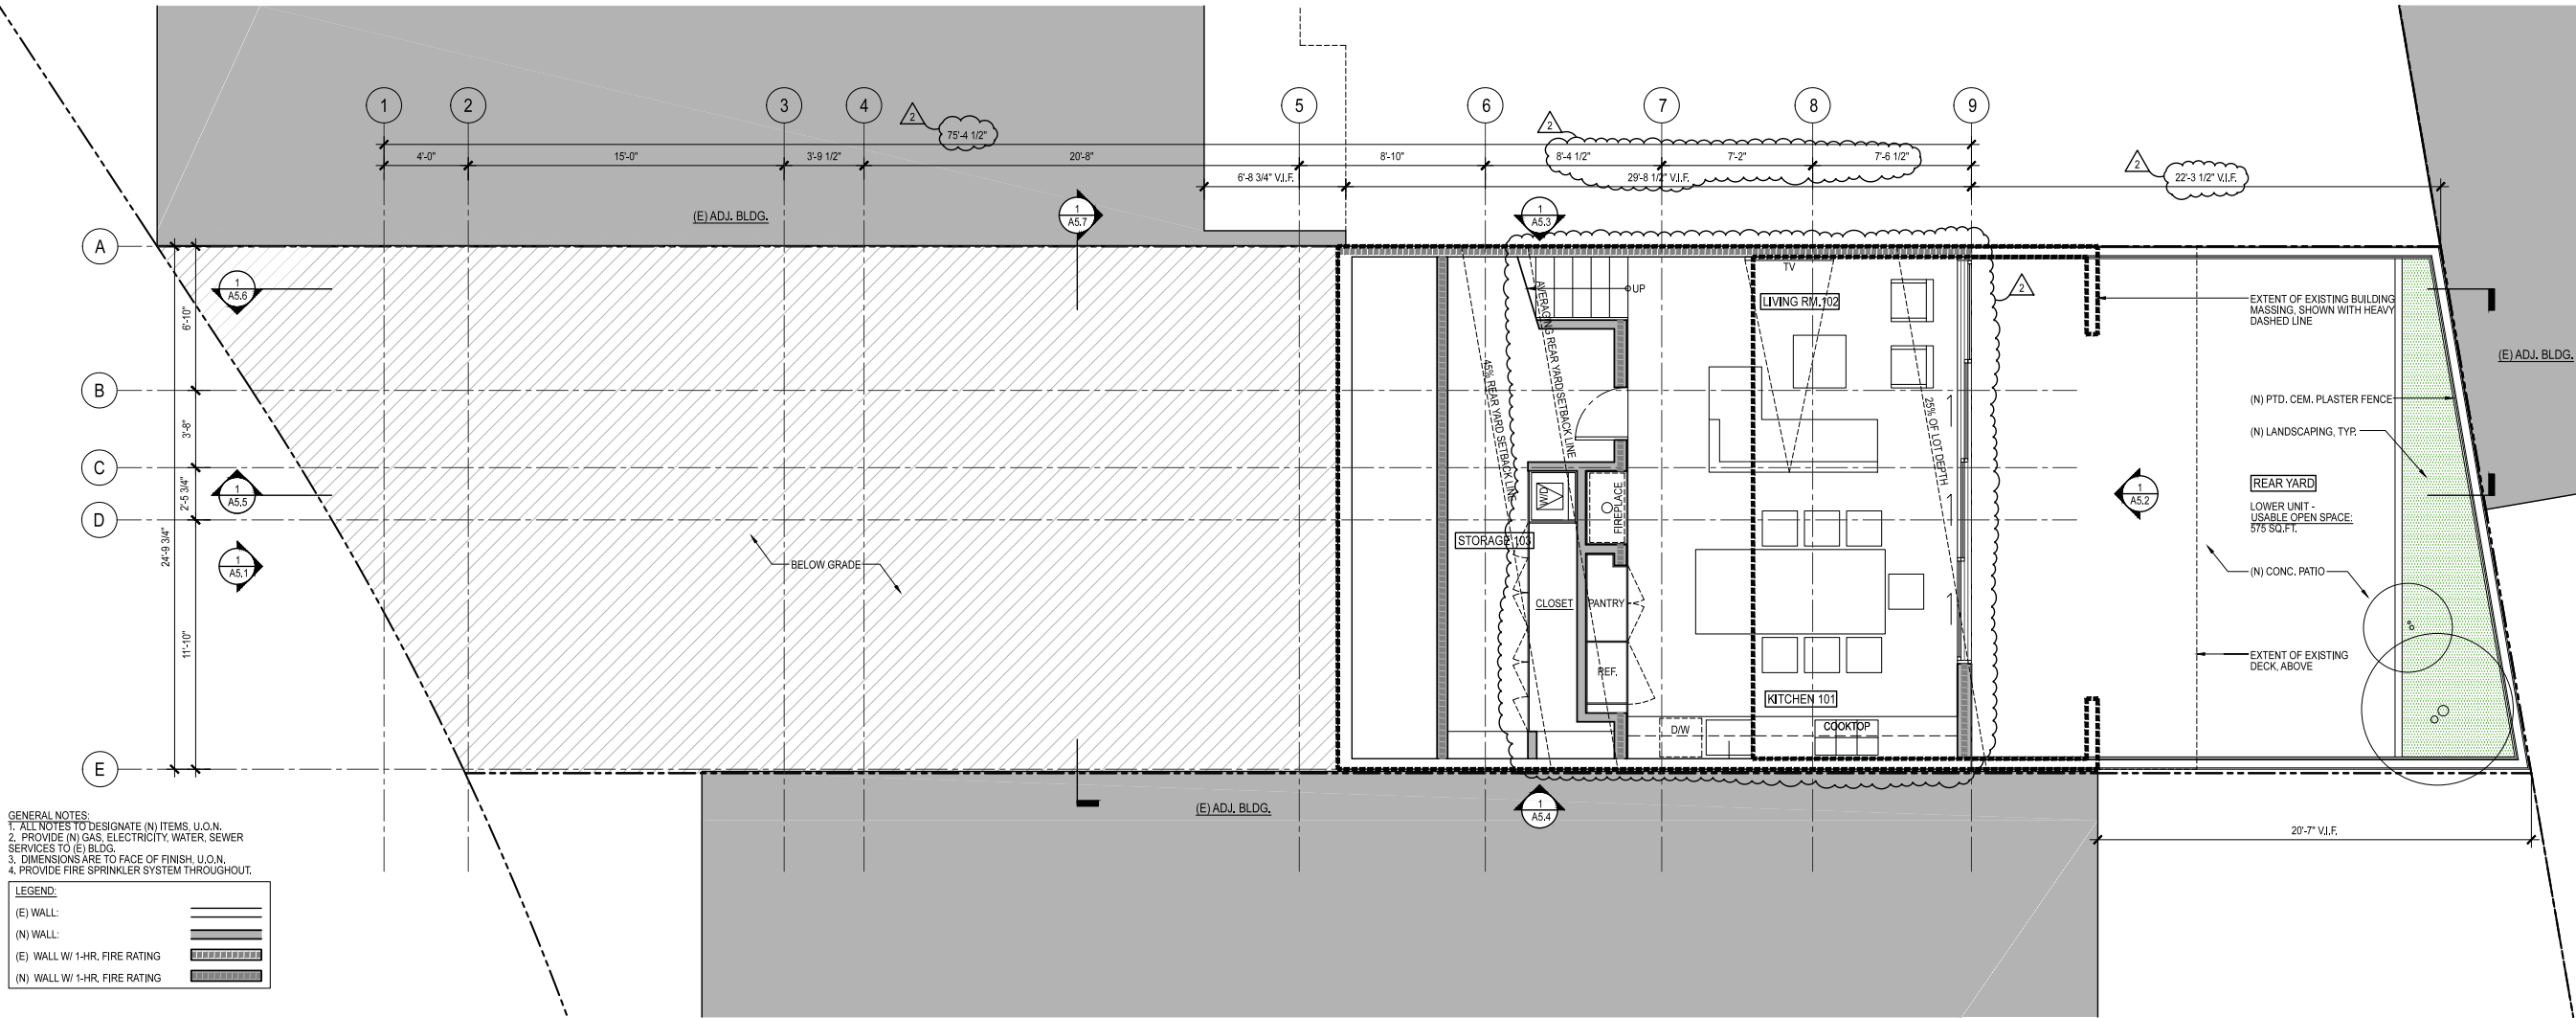 1
2
3
4
5
6
7
8
9
2
75'-4 1/2"
2
2
4'-0"
15'-0"
3'-9 1/2"
20'-8"
8'-10"
8'-4 1/2"
7'-2"
7'-6 1/2"
6'-8 3/4" V.I.F.
29'-8 1/2" V.I.F.
22'-3 1/2" V.I.F.
(E) ADJ. BLDG.
1
A5.7
1
A5.3
A
B
C
D
E
6'-10"
3'-8"
2'-5 3/4"
11'-10"
24'-9 3/4"
1
A5.6
1
A5.5
1
A5.1
BELOW GRADE
45% REAR YARD SETBACK LINE
AVERAGING REAR YARD SETBACK LINE
25% OF LOT DEPTH
UP
TV
LIVING RM. 102
2
W/D
FIREPLACE
STORAGE 103
CLOSET
PANTRY
REF.
KITCHEN 101
D/W
COOKTOP
1
A5.2
EXTENT OF EXISTING BUILDING
MASSING, SHOWN WITH HEAVY
DASHED LINE
(E) ADJ. BLDG.
(N) PTD. CEM. PLASTER FENCE
(N) LANDSCAPING, TYP.
REAR YARD
LOWER UNIT -
USABLE OPEN SPACE:
575 SQ.FT.
(N) CONC. PATIO
EXTENT OF EXISTING
DECK, ABOVE
(E) ADJ. BLDG.
1
A5.4
20'-7" V.I.F.
GENERAL NOTES:
1. ALL NOTES TO DESIGNATE (N) ITEMS, U.O.N.
2. PROVIDE (N) GAS, ELECTRICITY, WATER, SEWER
SERVICES TO (E) BLDG.
3. DIMENSIONS ARE TO FACE OF FINISH, U.O.N.
4. PROVIDE FIRE SPRINKLER SYSTEM THROUGHOUT.
LEGEND:
(E) WALL:
(N) WALL:
(E) WALL W/ 1-HR. FIRE RATING
(N) WALL W/ 1-HR. FIRE RATING